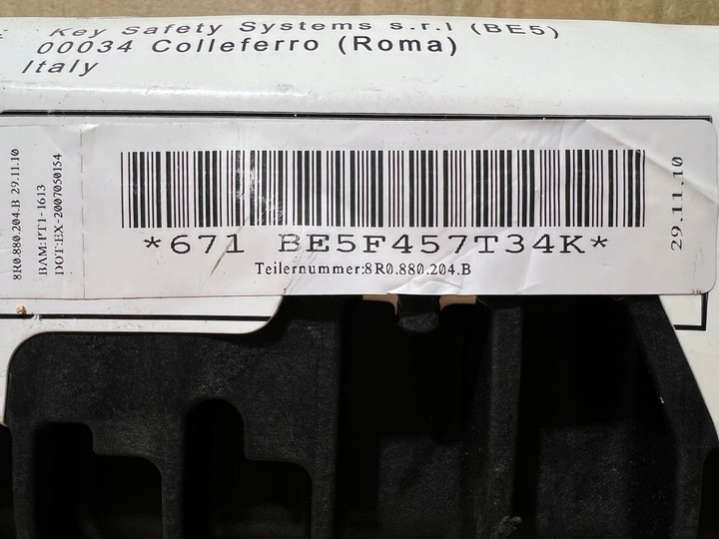 Key Safety Systems s.r.l (BE5)
00034 Colleferro (Roma)
Italy
8R0.880.204.B 29.11.10
BAM:PT1-1613
DOT:EX-2007050154
*671 BE5F457T34K*
Teilernummer:8R0.880.204.B
29.11.10